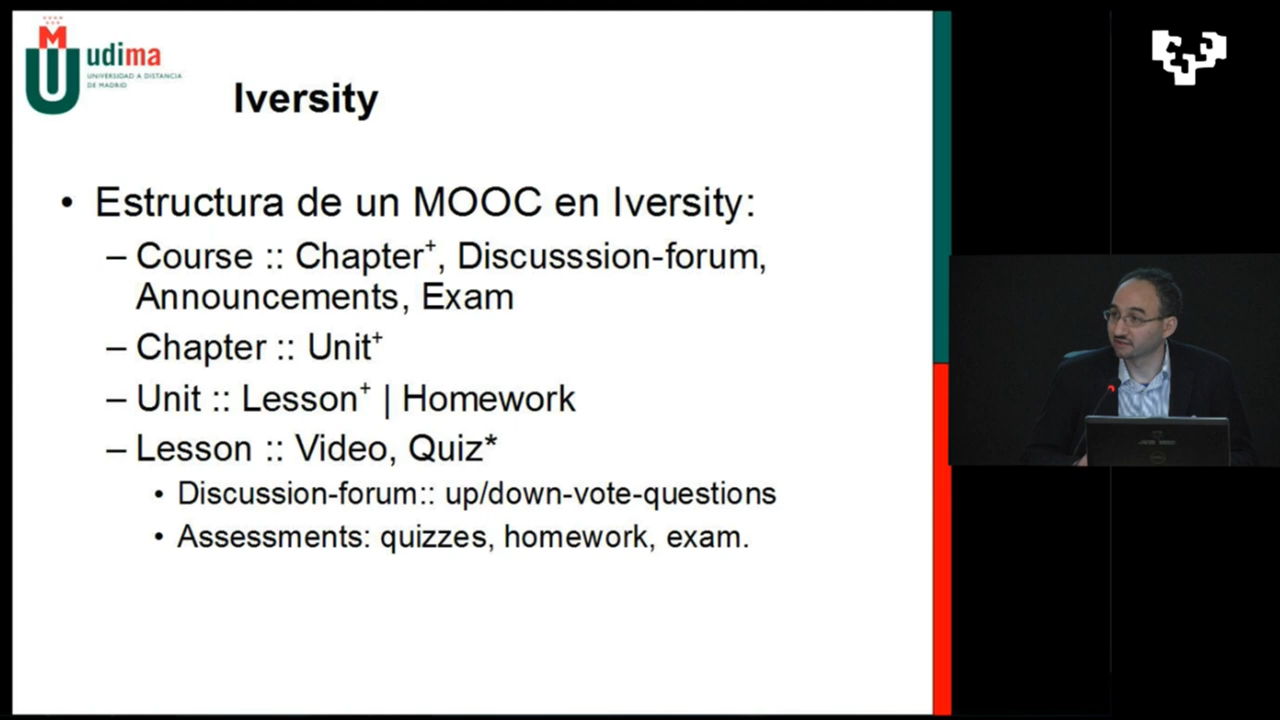 udima
UNIVERSIDAD A DISTANCIA
DE MADRID
Iversity
• Estructura de un MOOC en Iversity:
– Course :: Chapter⁺, Discusssion-forum,
Announcements, Exam
– Chapter :: Unit⁺
– Unit :: Lesson⁺ | Homework
– Lesson :: Video, Quiz*
• Discussion-forum:: up/down-vote-questions
• Assessments: quizzes, homework, exam.